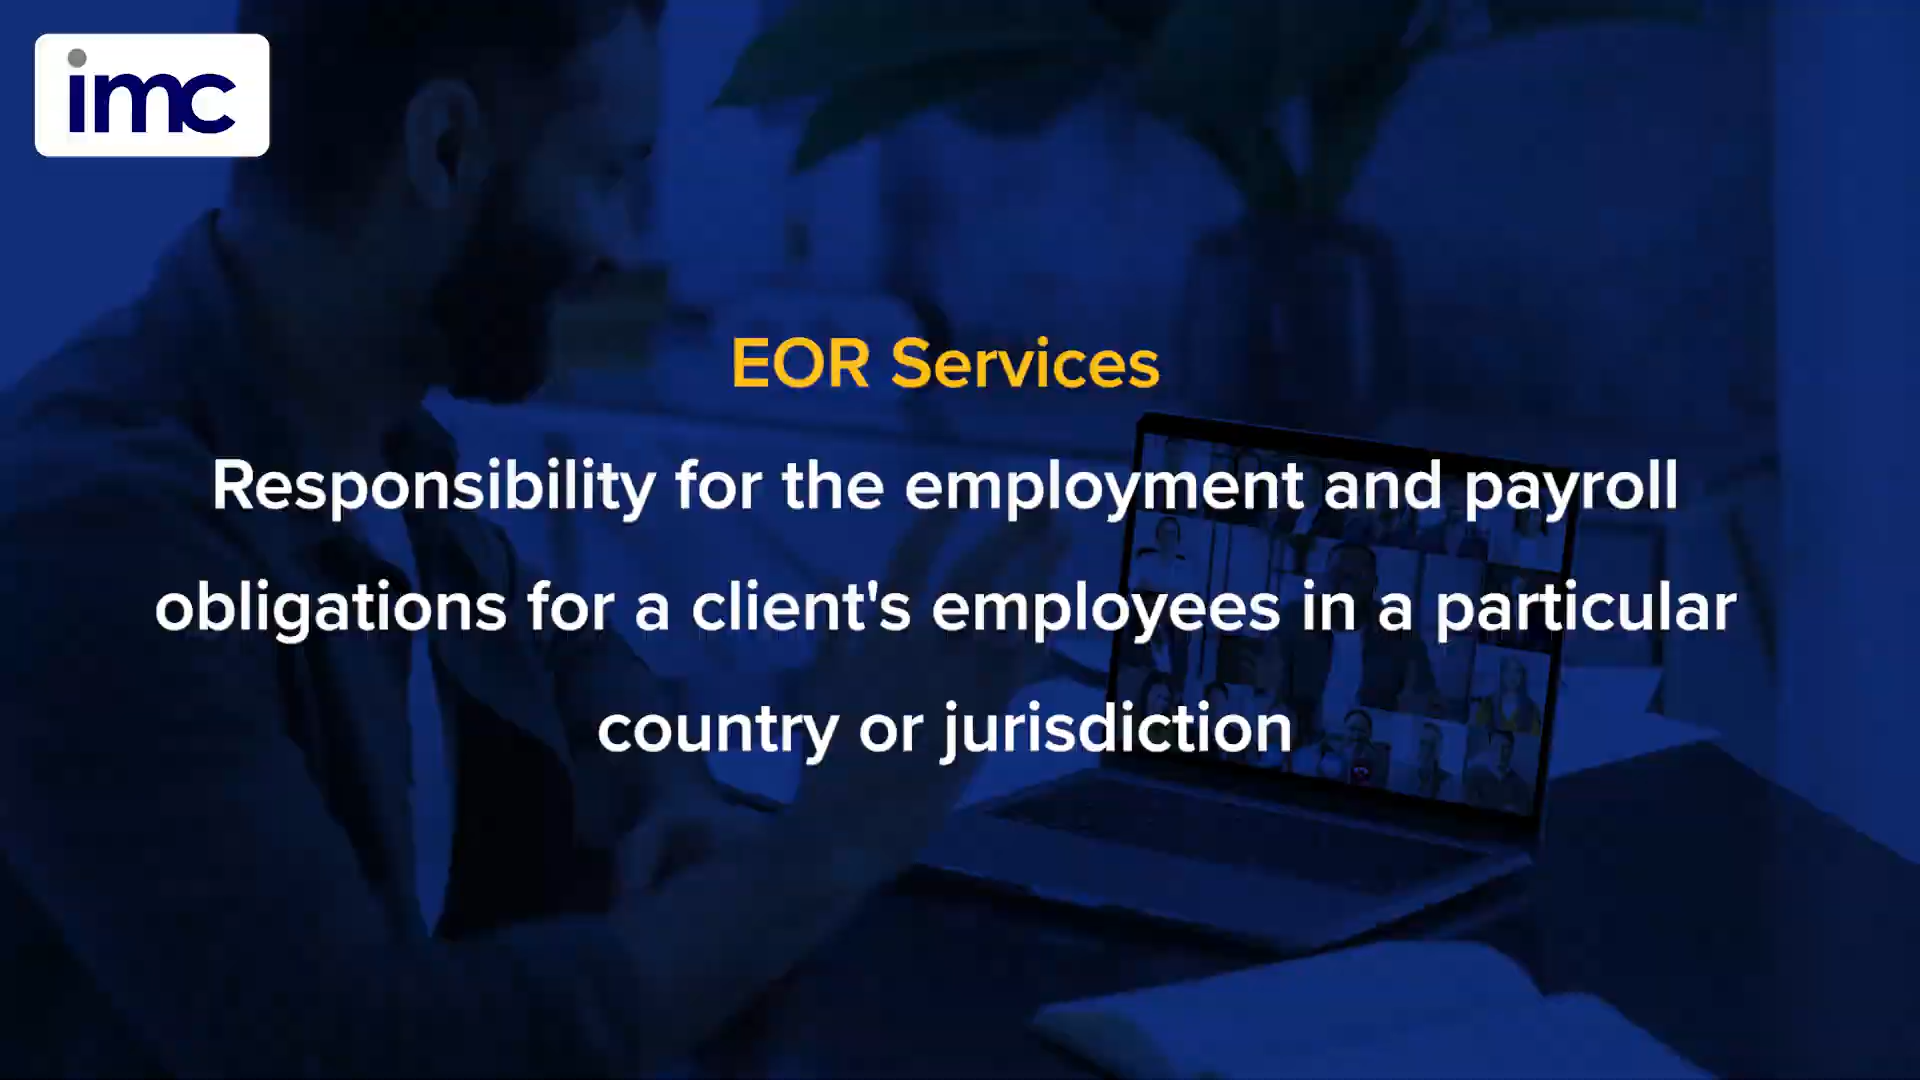 imc
EOR Services
Responsibility for the employment and payroll
obligations for a client's employees in a particular
country or jurisdiction